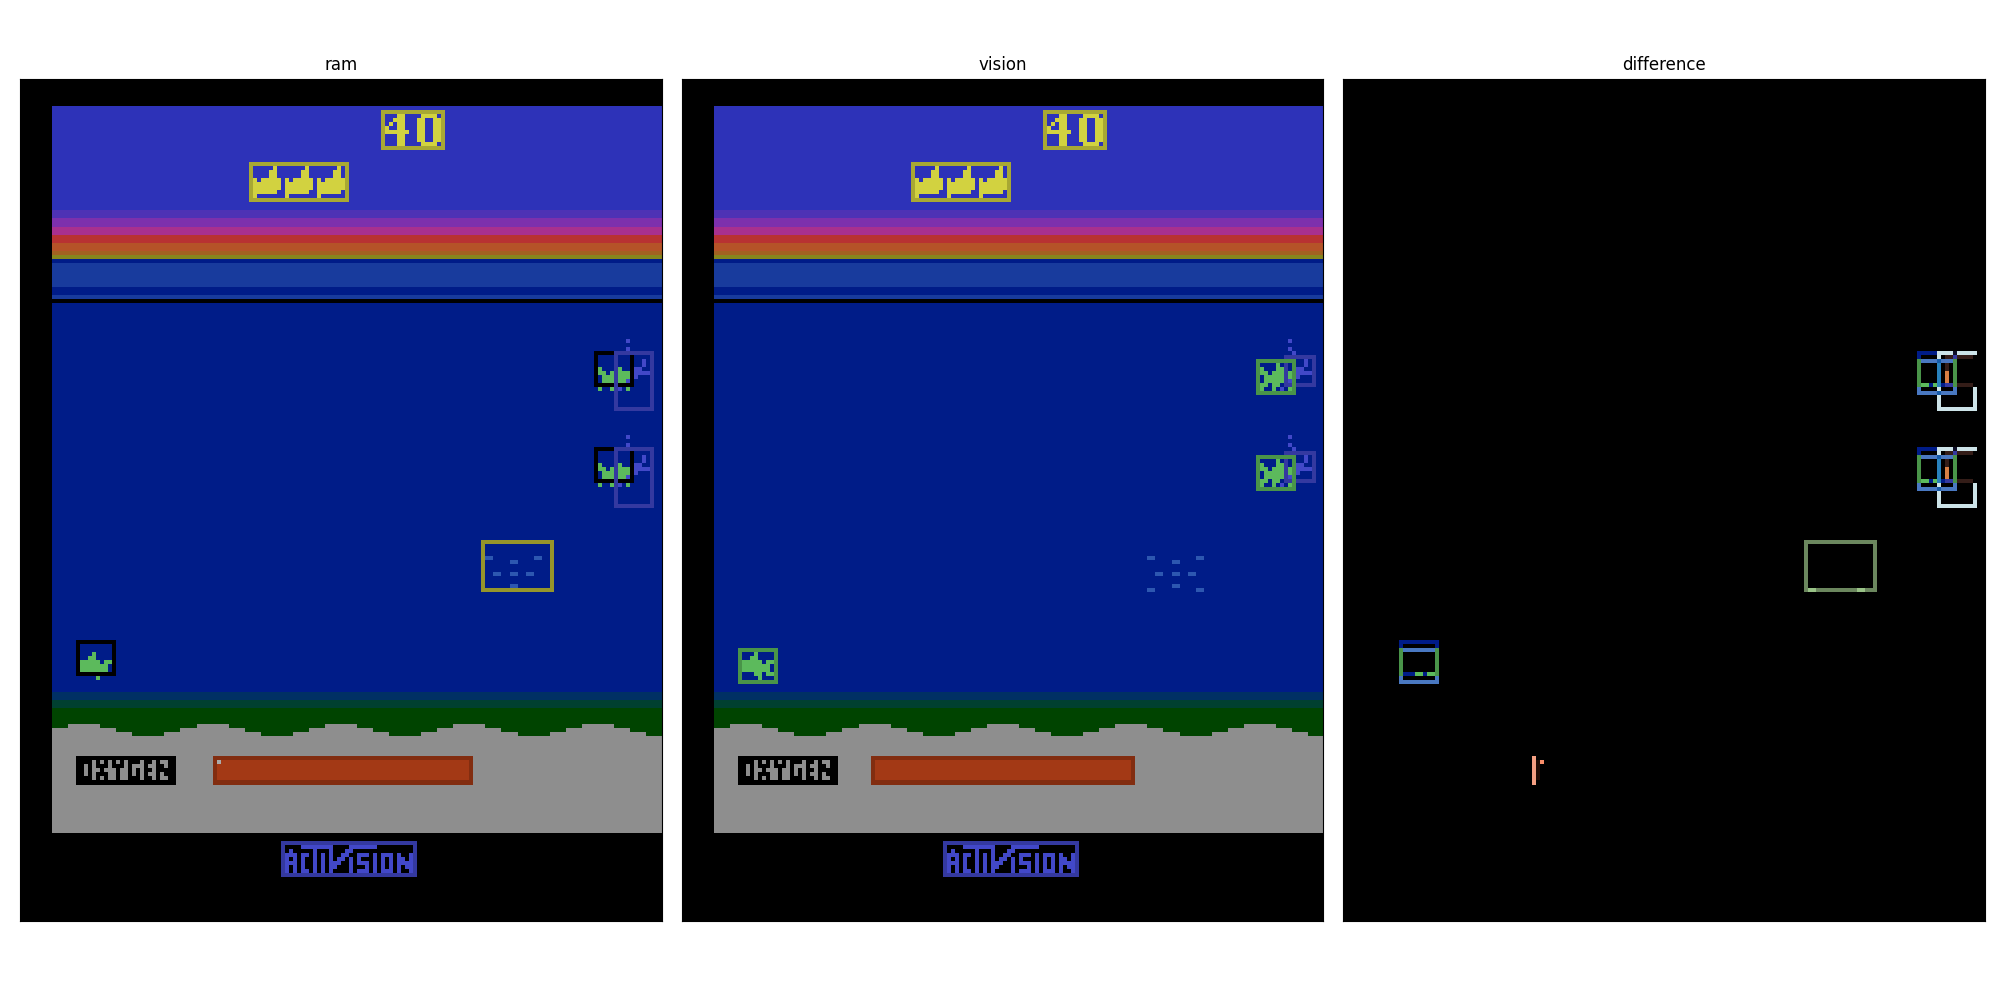 ram
vision
difference
40
40
OXYGEN
OXYGEN
ACTIVISION
ACTIVISION